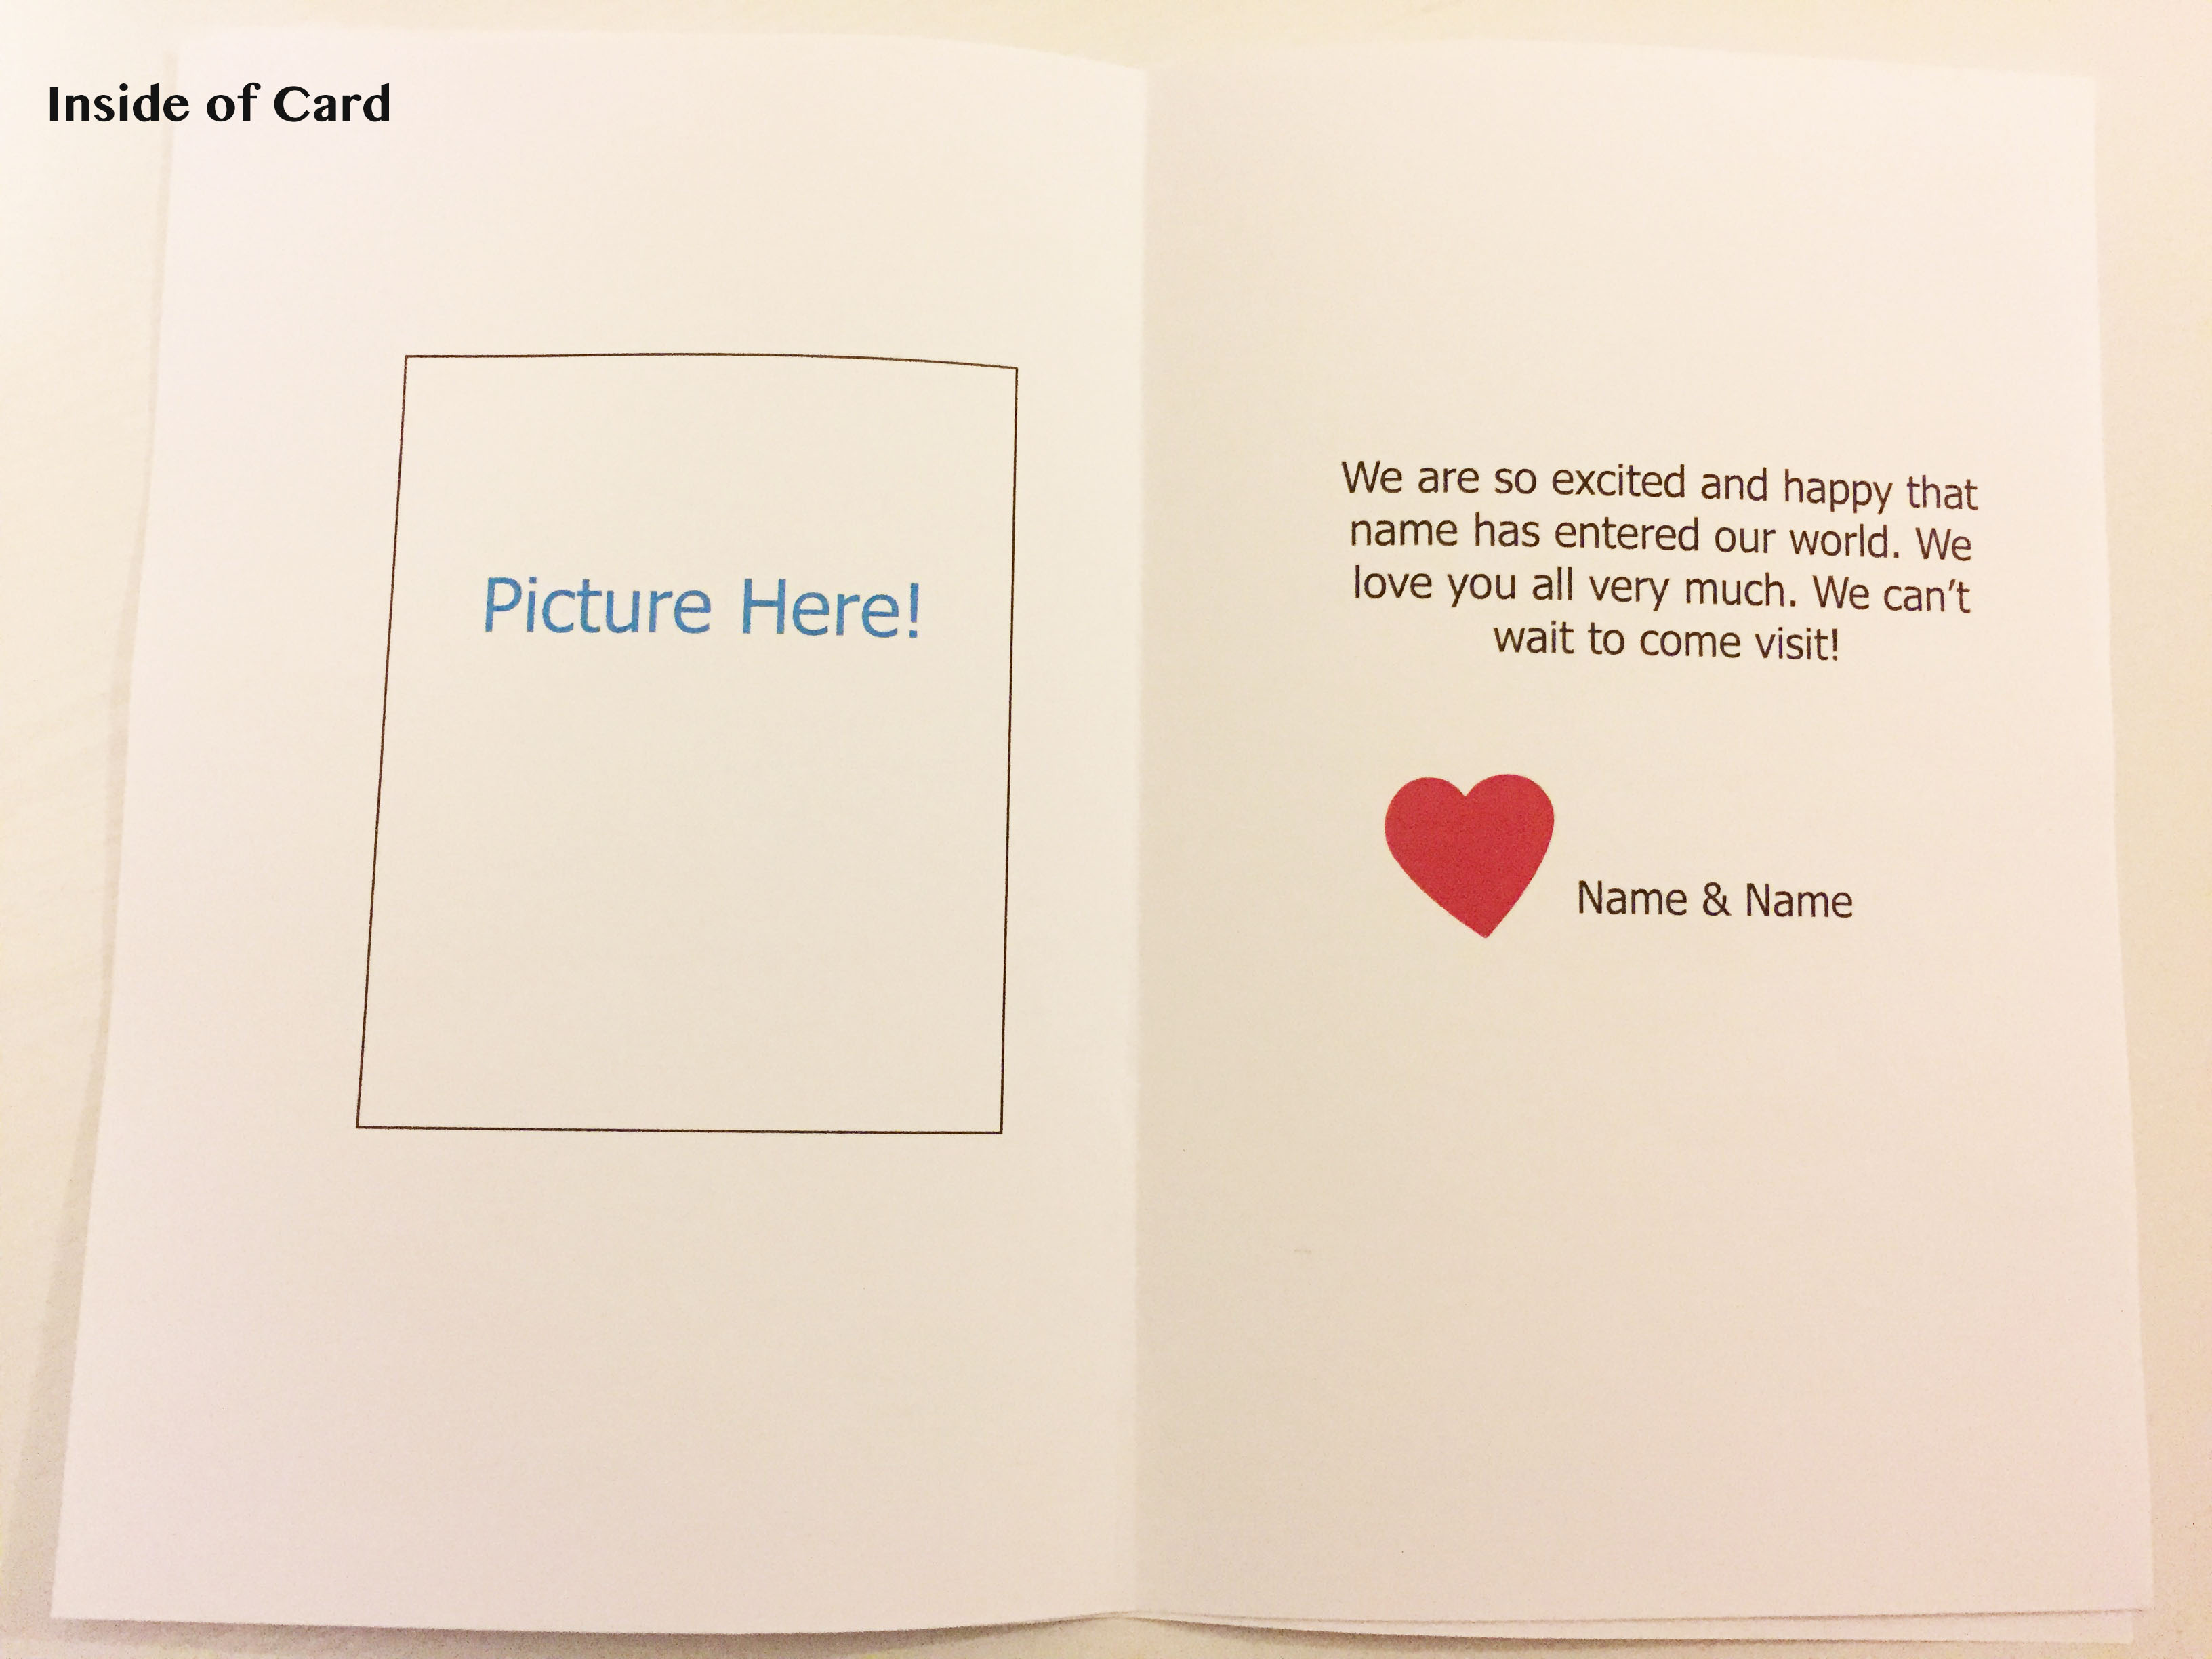 Inside of Card
Picture Here!
We are so excited and happy that
name has entered our world. We
love you all very much. We can't
wait to come visit!
Name & Name